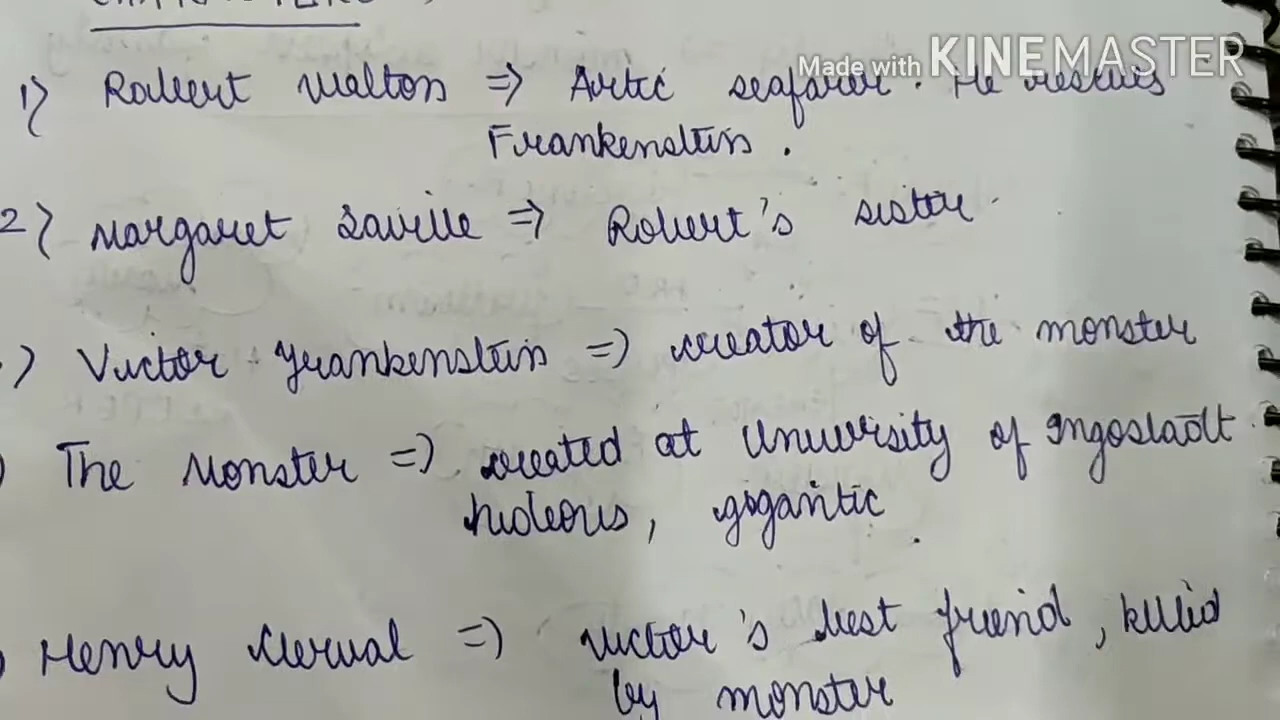 Made with KINEMASTER
1) Robert Walton ⇒ Artic seafarer. He rescues
Frankenstein.
2) Margaret Saville ⇒ Robert's sister.
) Victor Frankenstein ⇒ creator of the monster
) The Monster ⇒ created at University of Ingosladt
hideous, gigantic.
) Henry Clerval ⇒ Victor's best friend, killed
by monster